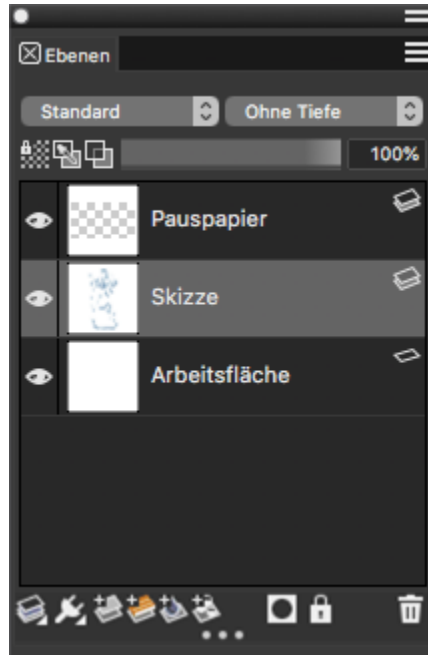 Ebenen
Standard Ohne Tiefe
100%
Pauspapier
Skizze
Arbeitsfläche